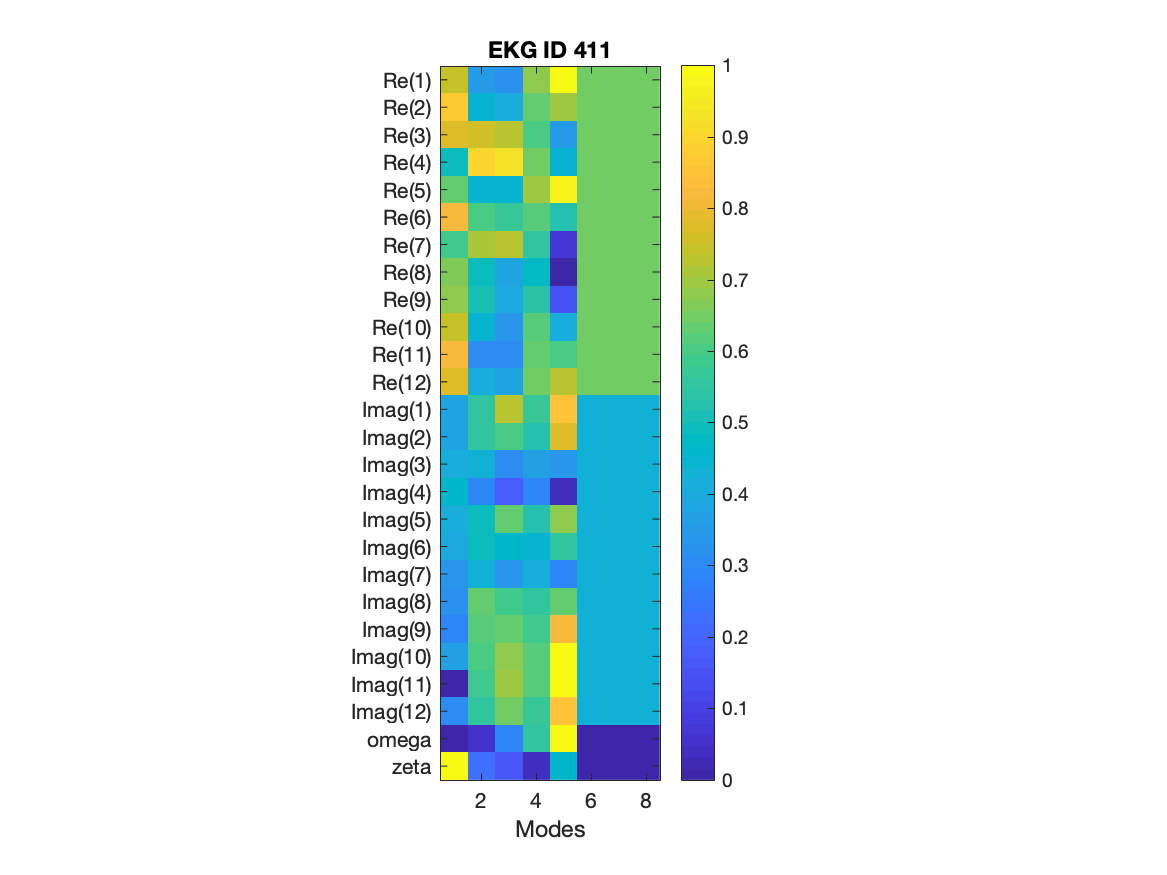 EKG ID 411
Re(1)
Re(2)
Re(3)
Re(4)
Re(5)
Re(6)
Re(7)
Re(8)
Re(9)
Re(10)
Re(11)
Re(12)
Imag(1)
Imag(2)
Imag(3)
Imag(4)
Imag(5)
Imag(6)
Imag(7)
Imag(8)
Imag(9)
Imag(10)
Imag(11)
Imag(12)
omega
zeta
2 4 6 8
Modes
1
0.9
0.8
0.7
0.6
0.5
0.4
0.3
0.2
0.1
0